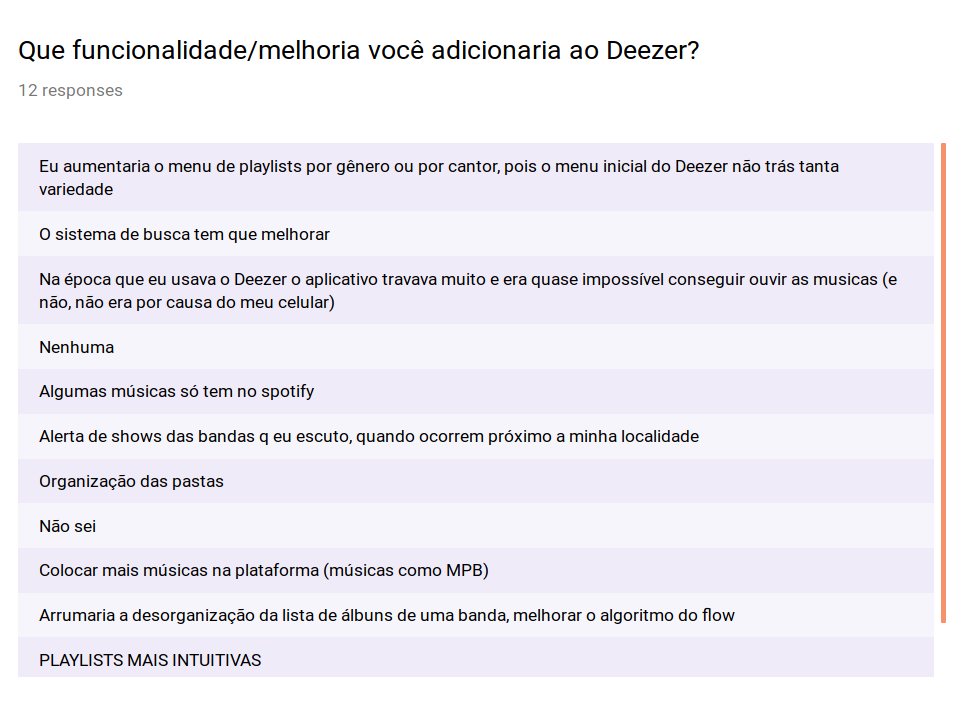 Que funcionalidade/melhoria você adicionaria ao Deezer?
12 responses
Eu aumentaria o menu de playlists por gênero ou por cantor, pois o menu inicial do Deezer não trás tanta
variedade
O sistema de busca tem que melhorar
Na época que eu usava o Deezer o aplicativo travava muito e era quase impossível conseguir ouvir as musicas (e
não, não era por causa do meu celular)
Nenhuma
Algumas músicas só tem no spotify
Alerta de shows das bandas q eu escuto, quando ocorrem próximo a minha localidade
Organização das pastas
Não sei
Colocar mais músicas na plataforma (músicas como MPB)
Arrumaria a desorganização da lista de álbuns de uma banda, melhorar o algoritmo do flow
PLAYLISTS MAIS INTUITIVAS